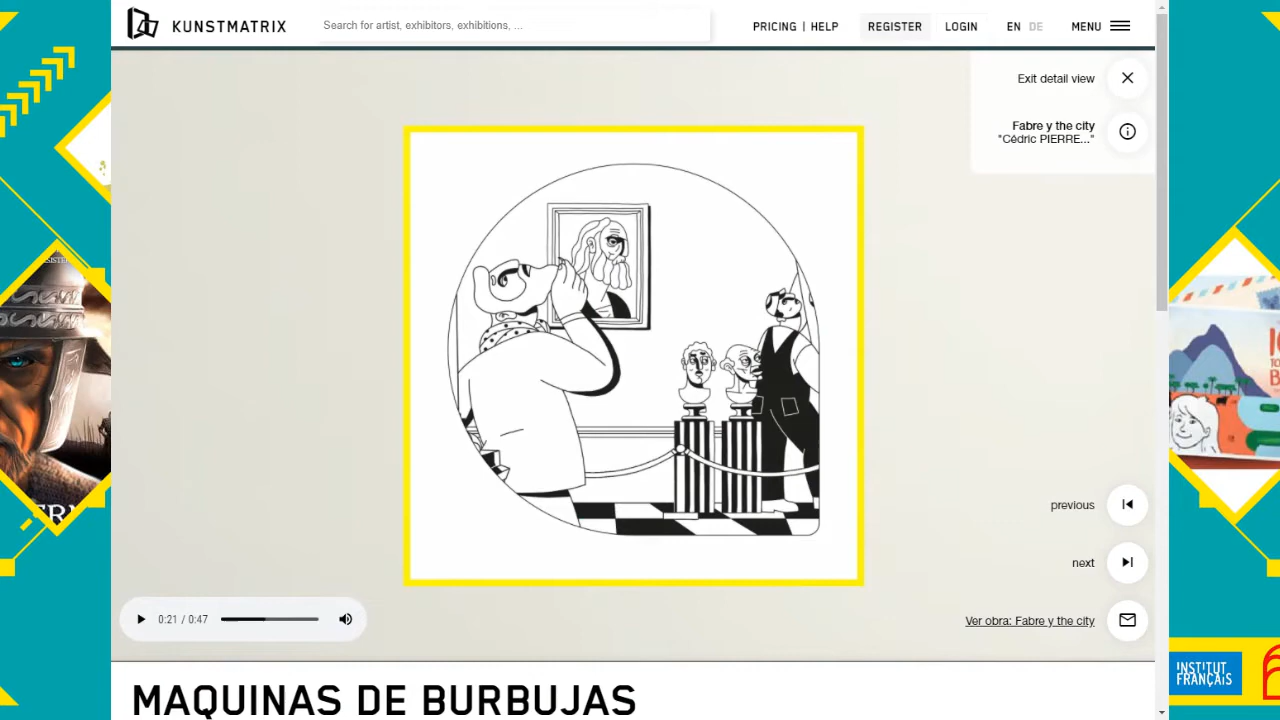 KUNSTMATRIX
Search for artist, exhibitors, exhibitions, ...
PRICING | HELP
REGISTER
LOGIN
EN DE
MENU
Exit detail view
Fabre y the city
"Cédric PIERRE..."
previous
next
0:21 / 0:47
Ver obra: Fabre y the city
INSTITUT
FRANÇAIS
MAQUINAS DE BURBUJAS